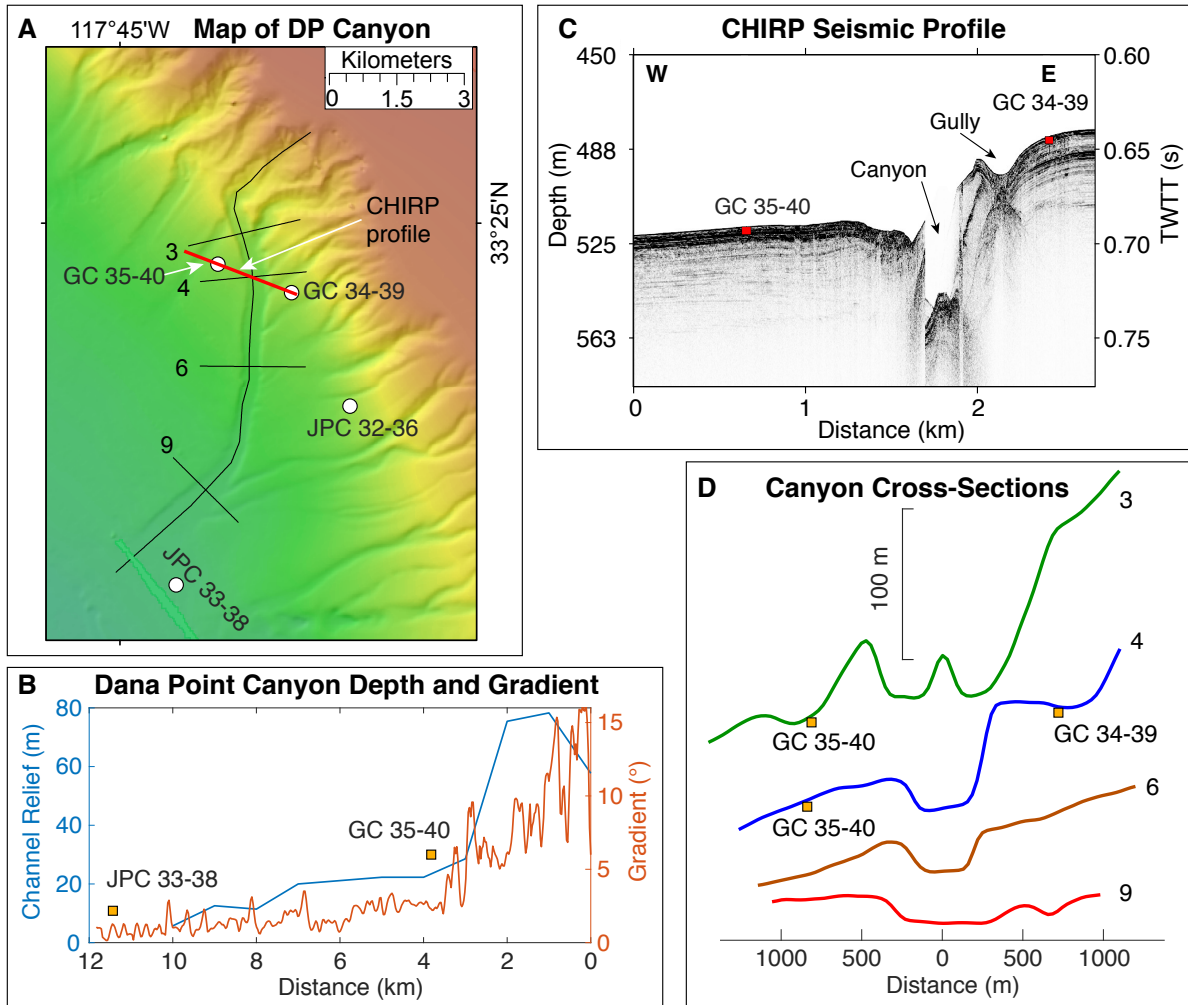 A Map of DP Canyon
117°45'W
Kilometers
0 1.5 3
33°25'N
CHIRP
profile
3
GC 35-40
4
GC 34-39
6
JPC 32-36
9
JPC 33-38
B Dana Point Canyon Depth and Gradient
Channel Relief (m)
80
60
40
20
0
Gradient (°)
15
10
5
0
GC 35-40
JPC 33-38
12 10 8 6 4 2 0
Distance (km)
C CHIRP Seismic Profile
Depth (m)
450
488
525
563
TWTT (s)
0.60
0.65
0.70
0.75
W E
GC 34-39
Gully
Canyon
GC 35-40
0 1 2
Distance (km)
D Canyon Cross-Sections
3
100 m
4
GC 35-40
GC 34-39
6
GC 35-40
9
1000 500 0 500 1000
Distance (m)